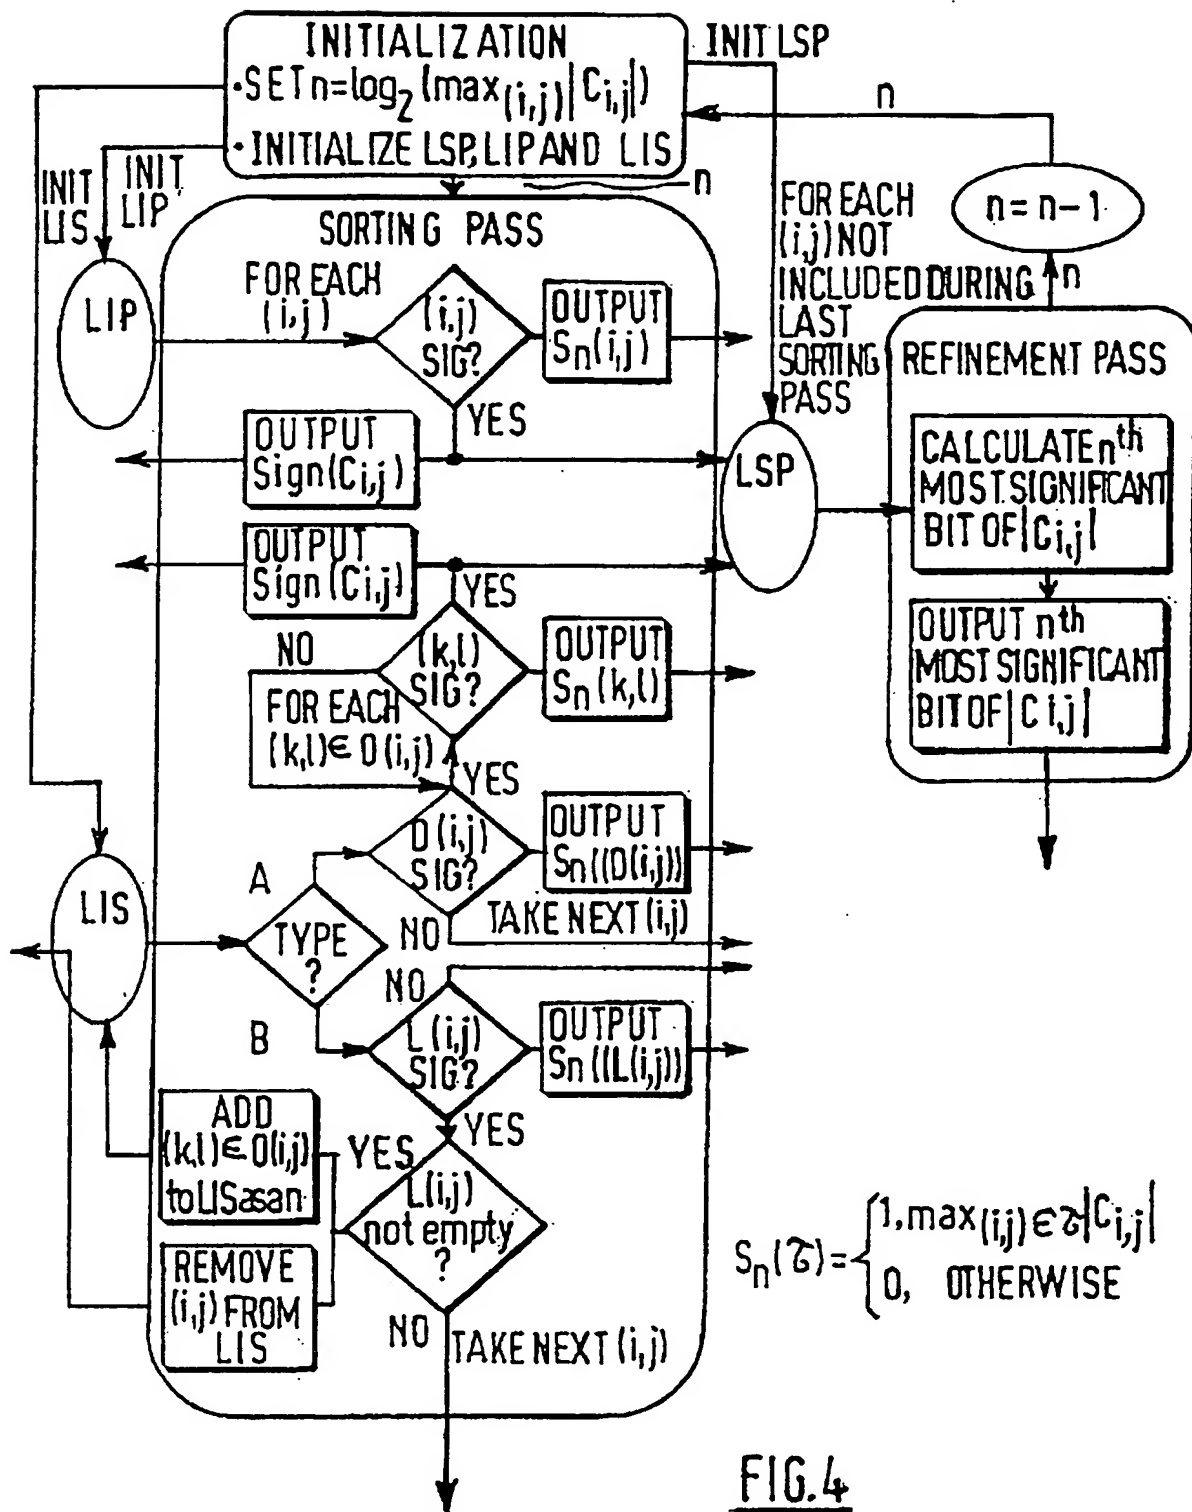 INITIALIZATION
•SET n=log₂(max(i,j)|Ci,j|)
•INITIALIZE LSP, LIP AND LIS
INIT LSP
n
INIT
LIS
INIT
LIP
n
n = n-1
n
FOR EACH
(i,j) NOT
INCLUDED DURING
LAST
SORTING
PASS
SORTING PASS
LIP
FOR EACH
(i,j)
(i,j)
SIG?
OUTPUT
Sn(i,j)
YES
OUTPUT
Sign(Ci,j)
LSP
OUTPUT
Sign(Ci,j)
YES
NO
(k,l)
SIG?
OUTPUT
Sn(k,l)
FOR EACH
(k,l)∈O(i,j)
YES
D(i,j)
SIG?
OUTPUT
Sn((D(i,j))
A
LIS
TYPE
?
NO
TAKE NEXT (i,j)
NO
B
L(i,j)
SIG?
OUTPUT
Sn((L(i,j))
YES
ADD
(k,l)∈O(i,j)
to LIS as an
YES
L(i,j)
not empty
?
REMOVE
(i,j) FROM
LIS
NO
TAKE NEXT (i,j)
REFINEMENT PASS
CALCULATE nth
MOST SIGNIFICANT
BIT OF |Ci,j|
OUTPUT nth
MOST SIGNIFICANT
BIT OF |Ci,j|
Sn(τ) = {1, max(i,j)∈τ|Ci,j|
0, OTHERWISE
FIG.4